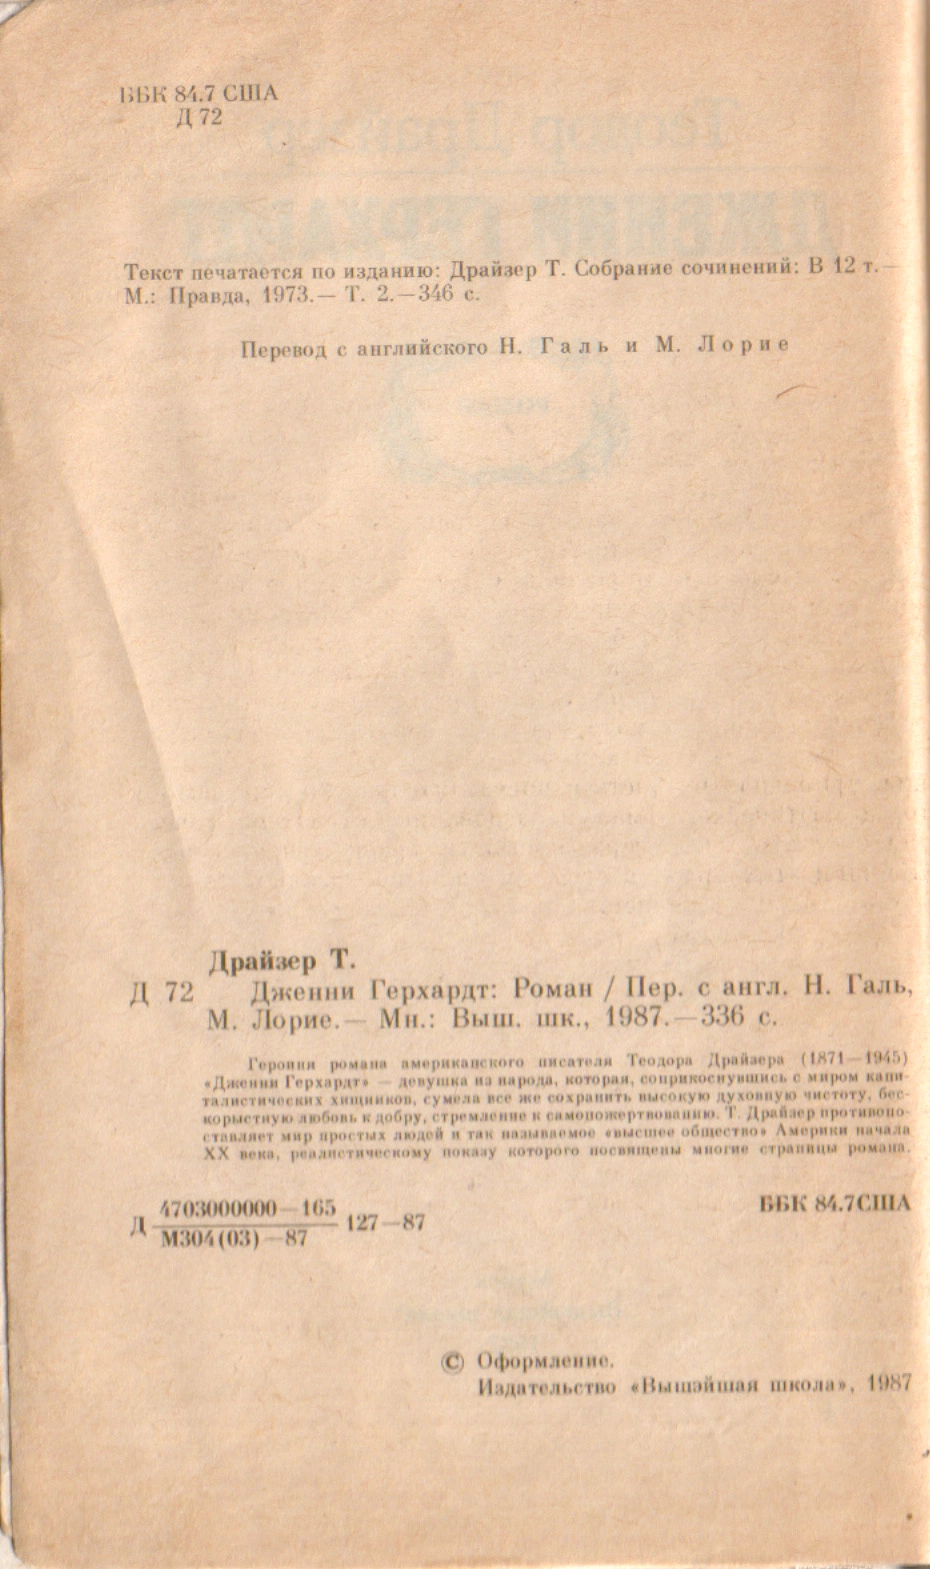 ББК 84.7 США
Д 72
Текст печатается по изданию: Драйзер Т. Собрание сочинений: В 12 т.—
М.: Правда, 1973.— Т. 2.—346 с.
Перевод с английского Н. Галь и М. Лорие
Драйзер Т.
Д 72 Дженни Герхардт: Роман / Пер. с англ. Н. Галь,
М. Лорие.— Мн.: Выш. шк., 1987.—336 с.
Героиня романа американского писателя Теодора Драйзера (1871—1945)
«Дженни Герхардт» — девушка из народа, которая, соприкоснувшись с миром капи-
талистических хищников, сумела все же сохранить высокую духовную чистоту, бес-
корыстную любовь к добру, стремление к самопожертвованию. Т. Драйзер противопо-
ставляет мир простых людей и так называемое «высшее общество» Америки начала
XX века, реалистическому показу которого посвящены многие страницы романа.
Д 4703000000—165
М304(03)—87 127—87
ББК 84.7США
© Оформление.
Издательство «Вышэйшая школа», 1987